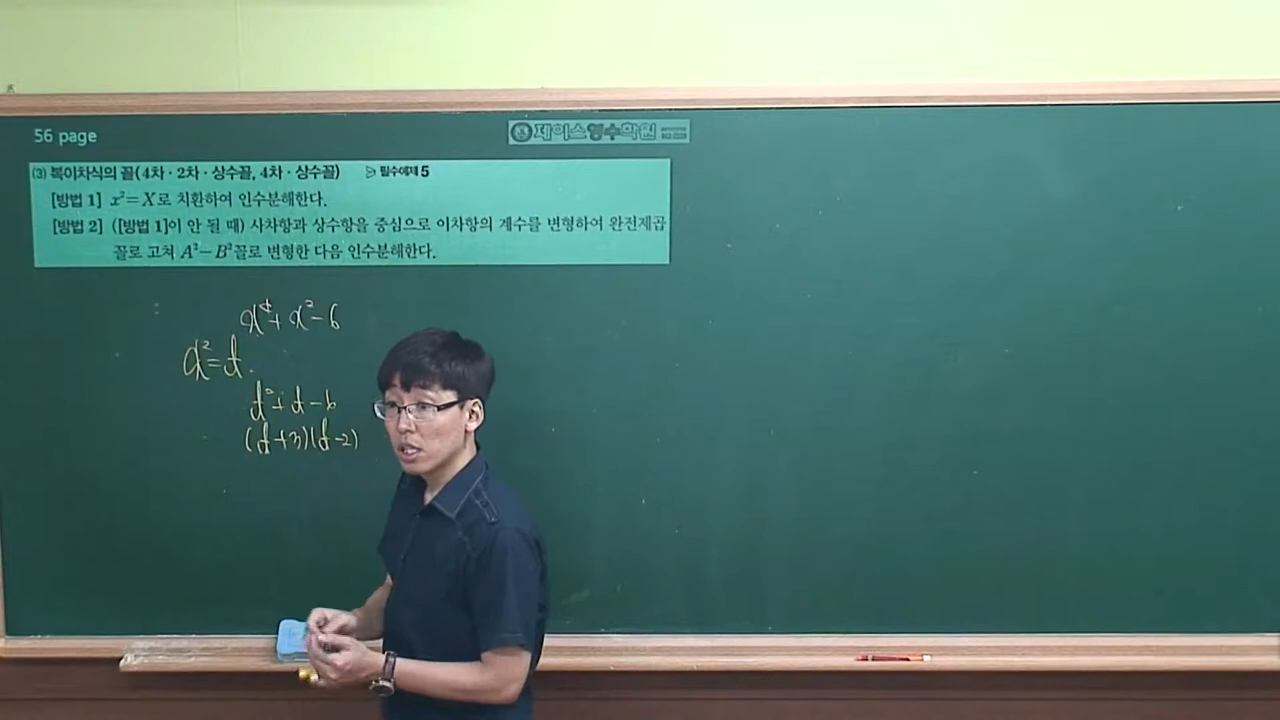 56 page
제이스영수학원
(3) 복이차식의 꼴(4차·2차·상수꼴, 4차·상수꼴) ▷ 필수예제 5
[방법 1] x²=X로 치환하여 인수분해한다.
[방법 2] ([방법 1]이 안 될 때) 사차항과 상수항을 중심으로 이차항의 계수를 변형하여 완전제곱
꼴로 고쳐 A²-B²꼴로 변형한 다음 인수분해한다.
x⁴+x²-6
x²=t.
t²+t-6
(t+3)(t-2)